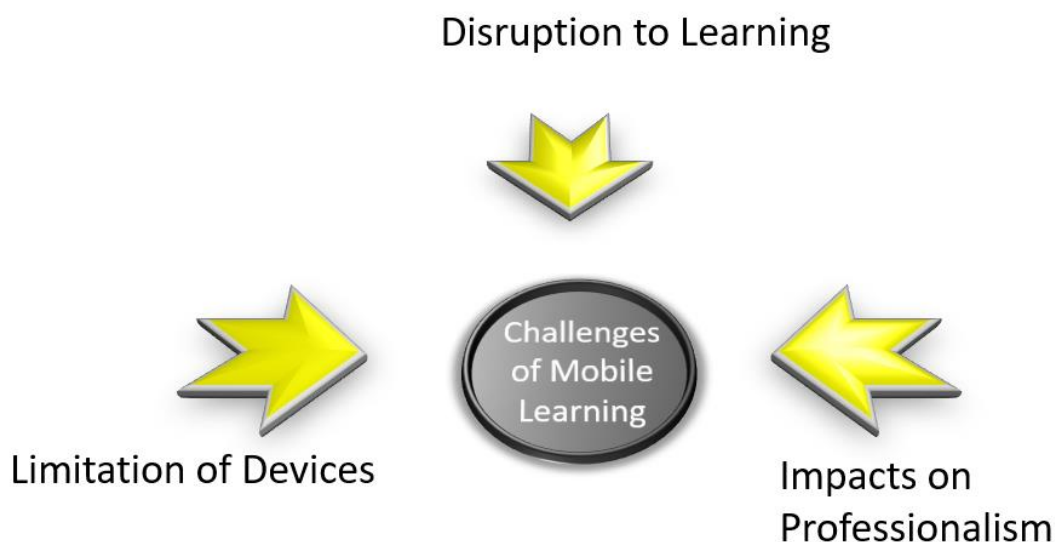 Disruption to Learning
Challenges
of Mobile
Learning
Limitation of Devices
Impacts on
Professionalism